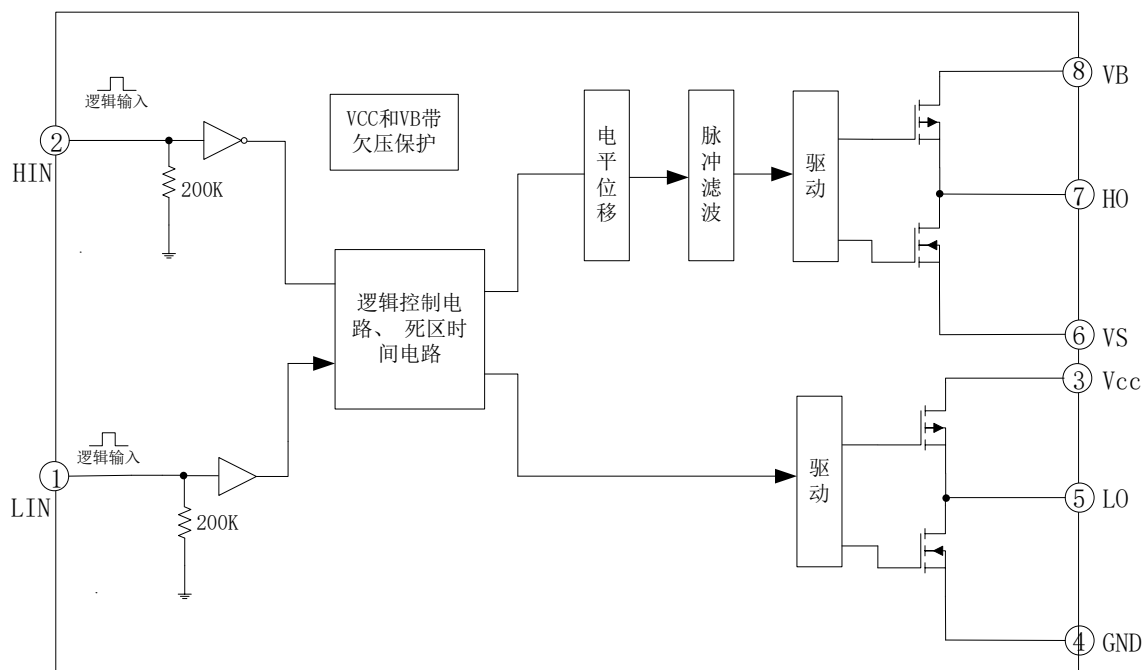 逻辑输入
② HIN
200K
VCC和VB带
欠压保护
电平位移
脉冲滤波
驱动
⑧ VB
⑦ HO
⑥ VS
逻辑控制电
路、 死区时
间电路
逻辑输入
① LIN
200K
驱动
③ Vcc
⑤ LO
④ GND